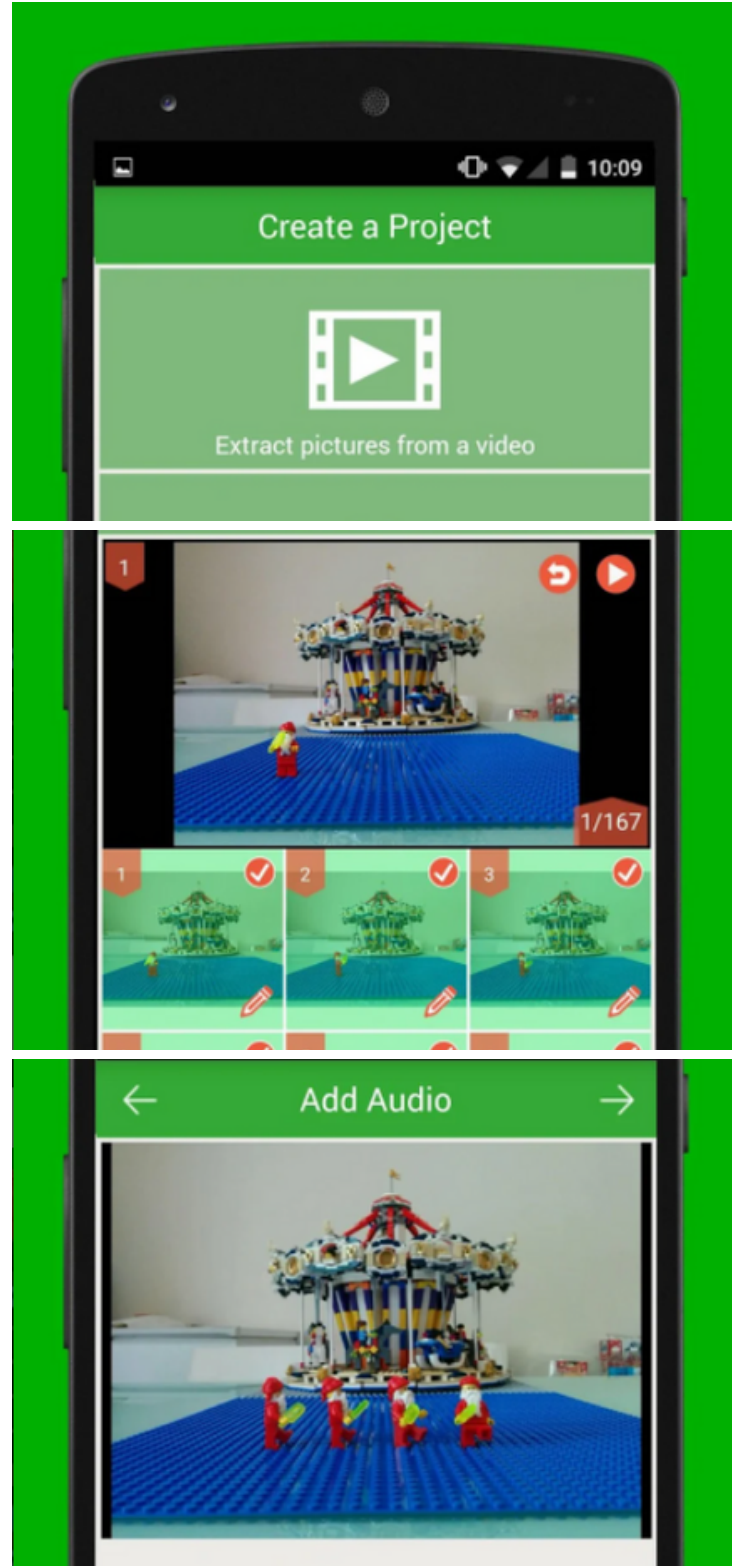 10:09
Create a Project
Extract pictures from a video
1
1/167
1
2
3
Add Audio